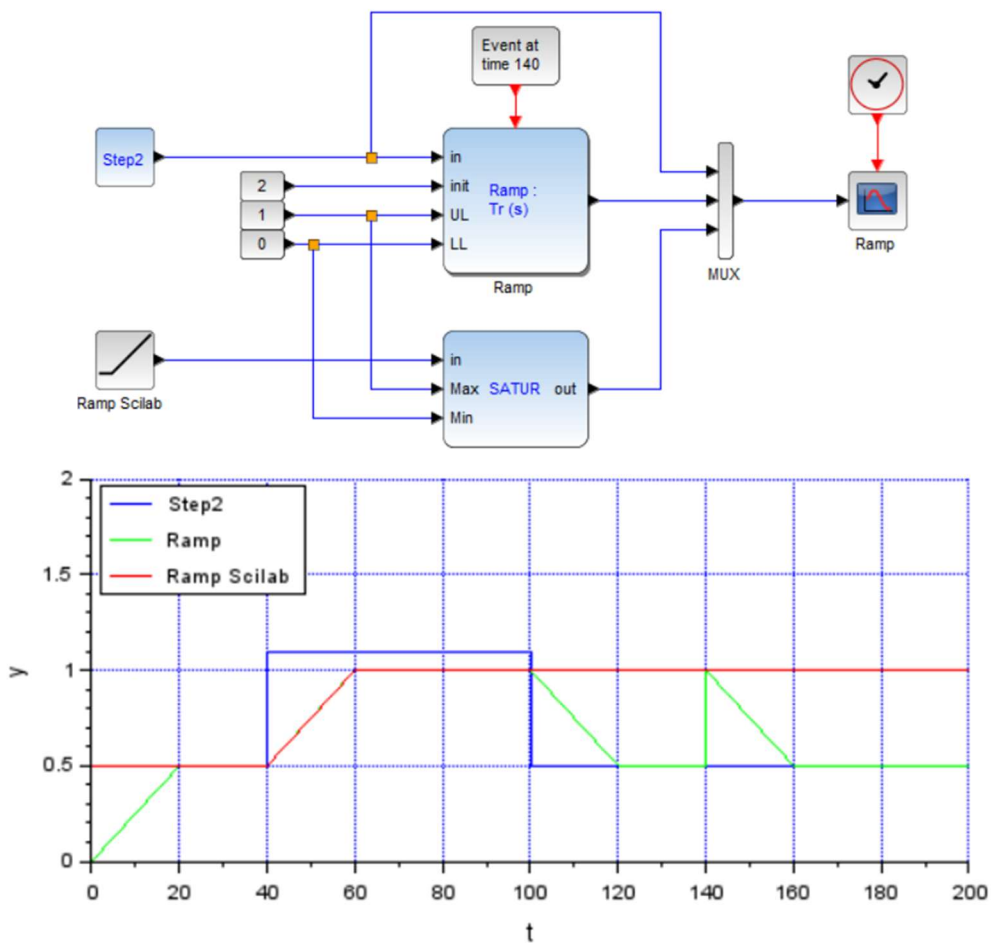 Event at
time 140
Step2
in
init
UL
LL
Ramp :
Tr (s)
2
1
0
Ramp
MUX
Ramp
Ramp Scilab
in
Max
Min
SATUR
out
Step2
Ramp
Ramp Scilab
2
1.5
1
0.5
0
y
0
20
40
60
80
100
120
140
160
180
200
t